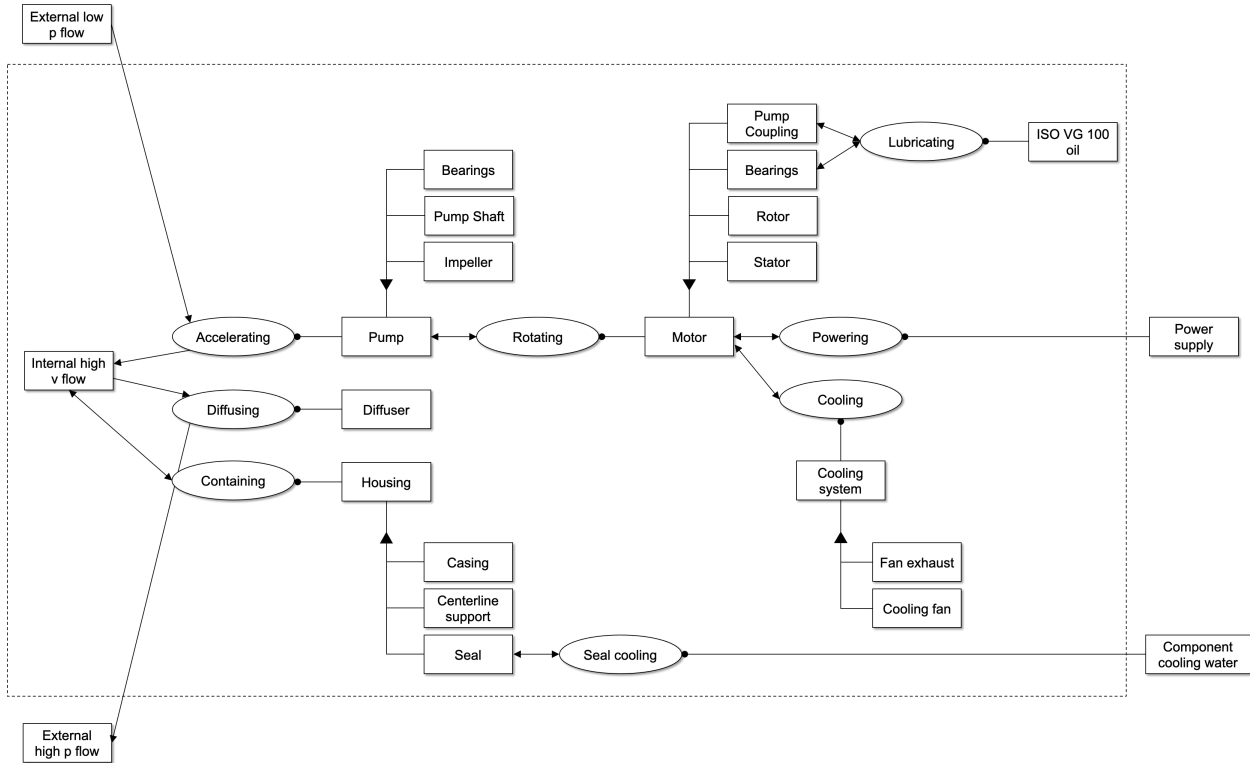 External low
p flow
Pump
Coupling
Lubricating
ISO VG 100
oil
Bearings
Bearings
Pump Shaft
Rotor
Impeller
Stator
Accelerating
Pump
Rotating
Motor
Powering
Power
supply
Internal high
v flow
Diffusing
Diffuser
Cooling
Containing
Housing
Cooling
system
Casing
Fan exhaust
Centerline
support
Cooling fan
Seal
Seal cooling
Component
cooling water
External
high p flow